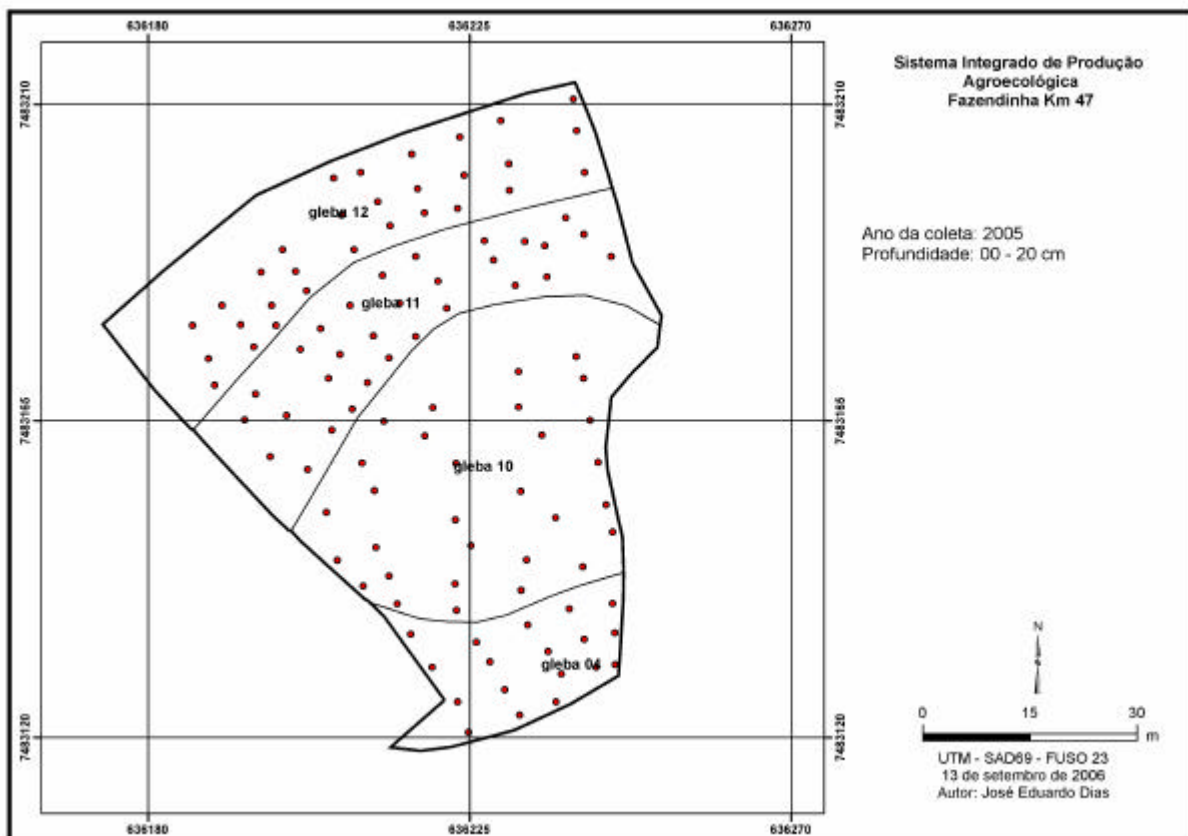 636180 636225 636270
Sistema Integrado de Produção
Agroecológica
Fazendinha Km 47
7483210 7483210
gleba 12
Ano da coleta: 2005
Profundidade: 00 - 20 cm
gleba 11
7483165 7483165
gleba 10
N
gleba 04
0 15 30
m
7483120 7483120
UTM - SAD69 - FUSO 23
13 de setembro de 2006
Autor: José Eduardo Dias
636180 636225 636270